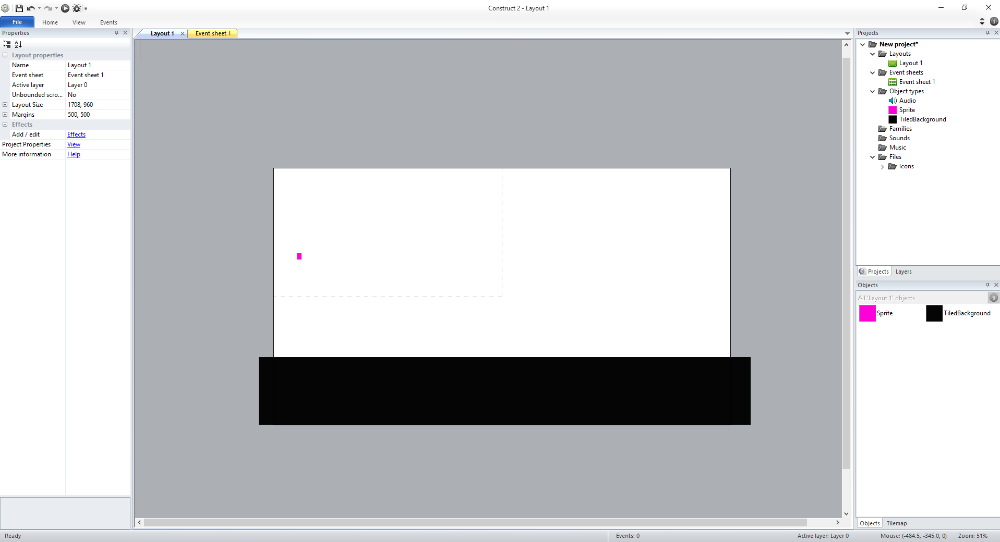 Construct 2 - Layout 1
File Home View Events
Properties
Layout properties
Name Layout 1
Event sheet Event sheet 1
Active layer Layer 0
Unbounded scro... No
Layout Size 1708, 960
Margins 500, 500
Effects
Add / edit Effects
Project Properties View
More information Help
Layout 1 Event sheet 1
Projects
New project*
Layouts
Layout 1
Event sheets
Event sheet 1
Object types
Audio
Sprite
TiledBackground
Families
Sounds
Music
Files
Icons
Projects Layers
Objects
All 'Layout 1' objects
Sprite TiledBackground
Objects Tilemap
Ready Events: 0 Active layer: Layer 0 Mouse: (-484.5, -345.0, 0) Zoom: 51%